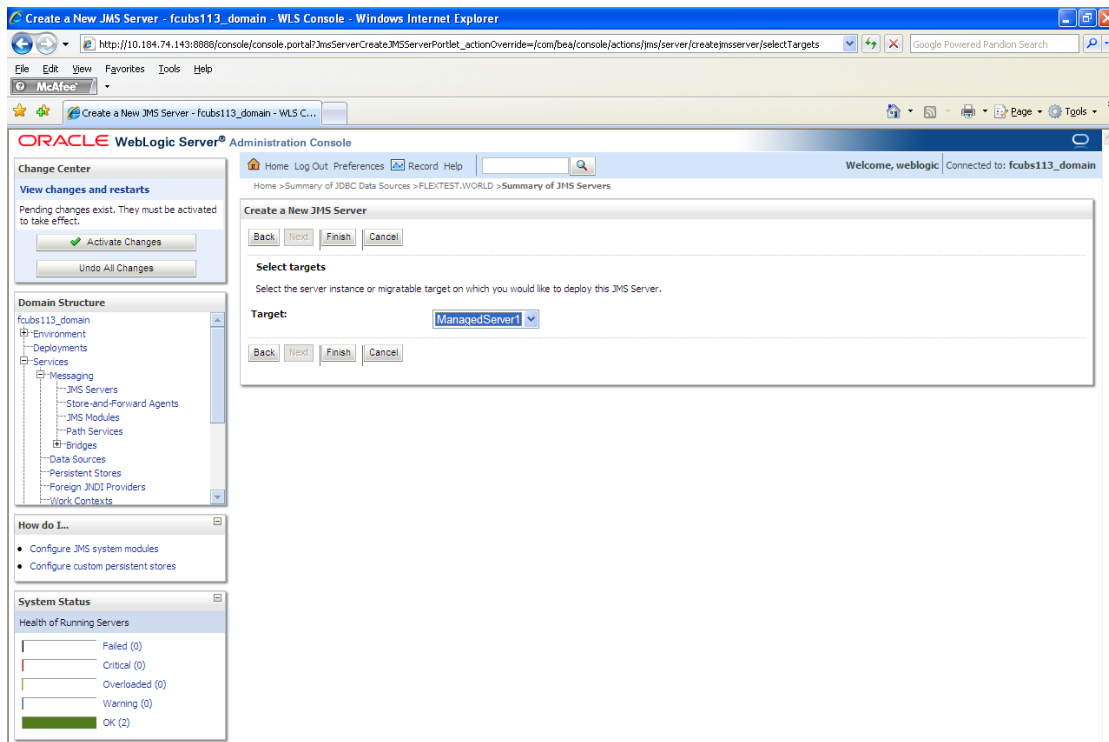 Create a New JMS Server - fcubs113_domain - WLS Console - Windows Internet Explorer
http://10.184.74.143:8888/console/console.portal?JmsServerCreateJMSServerPortlet_actionOverride=/com/bea/console/actions/jms/server/createjmsserver/selectTargets
Google Powered Pandion Search
File Edit View Favorites Tools Help
McAfee
Create a New JMS Server - fcubs113_domain - WLS C...
Page Tools
ORACLE WebLogic Server® Administration Console
Change Center
View changes and restarts
Pending changes exist. They must be activated
to take effect.
Activate Changes
Undo All Changes
Domain Structure
fcubs113_domain
Environment
Deployments
Services
Messaging
JMS Servers
Store-and-Forward Agents
JMS Modules
Path Services
Bridges
Data Sources
Persistent Stores
Foreign JNDI Providers
Work Contexts
How do I...
Configure JMS system modules
Configure custom persistent stores
System Status
Health of Running Servers
Failed (0)
Critical (0)
Overloaded (0)
Warning (0)
OK (2)
Home Log Out Preferences Record Help
Welcome, weblogic Connected to: fcubs113_domain
Home >Summary of JDBC Data Sources >FLEXTEST.WORLD >Summary of JMS Servers
Create a New JMS Server
Back Next Finish Cancel
Select targets
Select the server instance or migratable target on which you would like to deploy this JMS Server.
Target: ManagedServer1
Back Next Finish Cancel